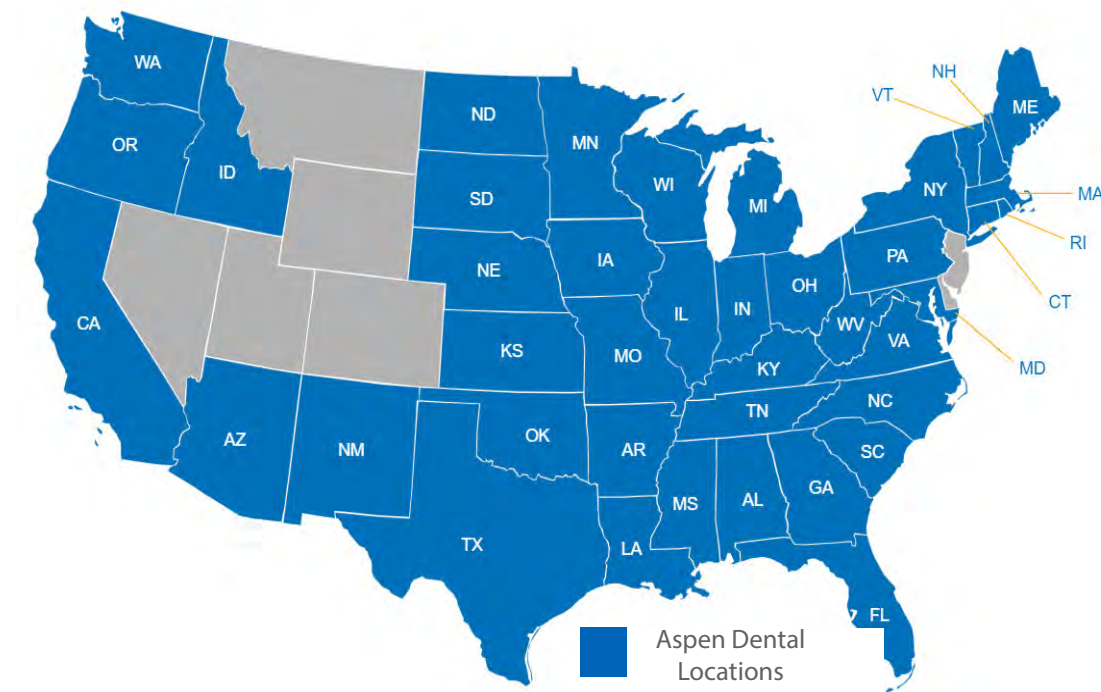 WA
NH
VT
ME
ND
OR
MN
ID
WI
NY
SD
MI
MA
RI
IA
PA
NE
OH
CT
CA
IL
IN
WV
KS
MO
VA
MD
KY
NC
TN
AZ
NM
OK
AR
SC
GA
MS
AL
TX
LA
FL
Aspen Dental
Locations